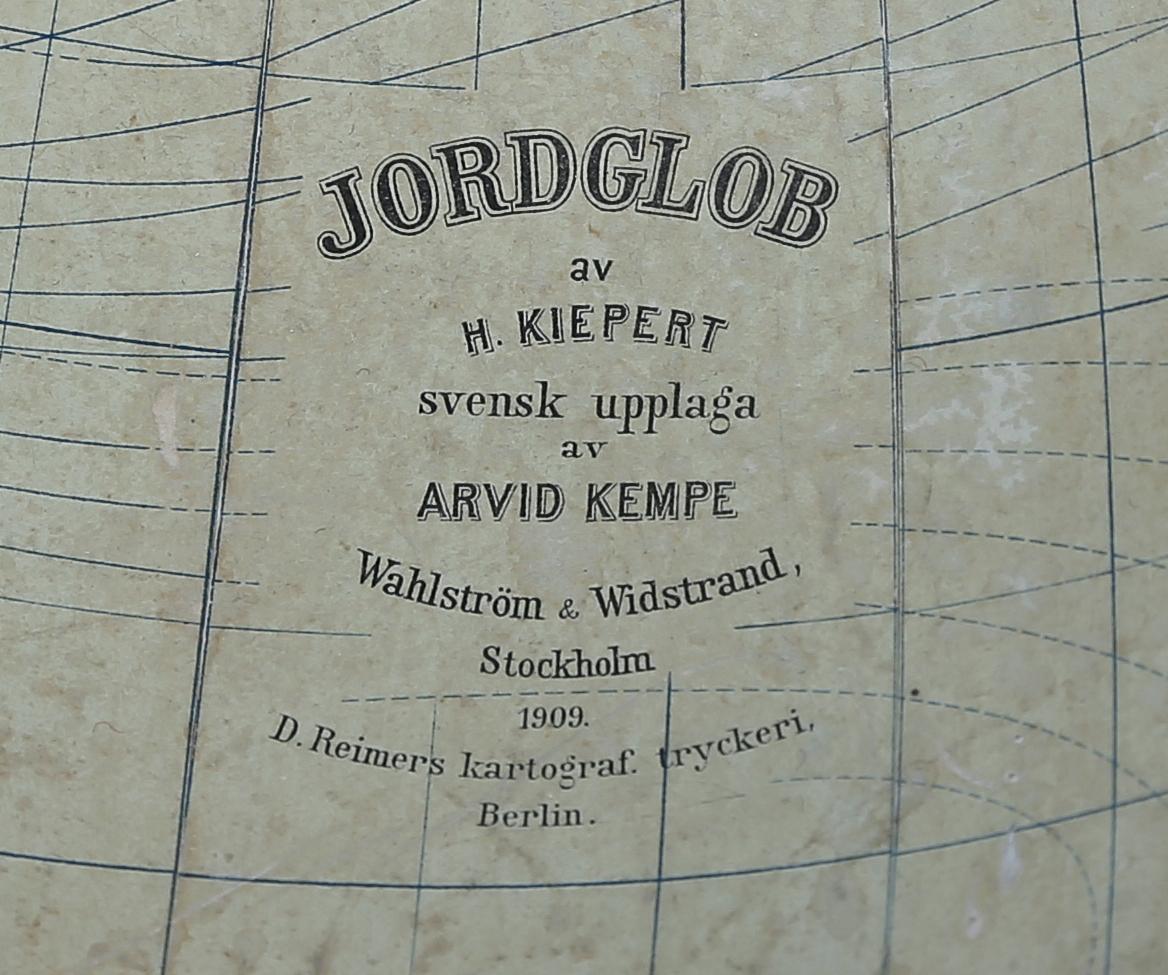 JORDGLOB
av
H. KIEPERT
svensk upplaga
av
ARVID KEMPE
Wahlström & Widstrand,
Stockholm
1909.
D. Reimers kartograf. tryckeri,
Berlin.